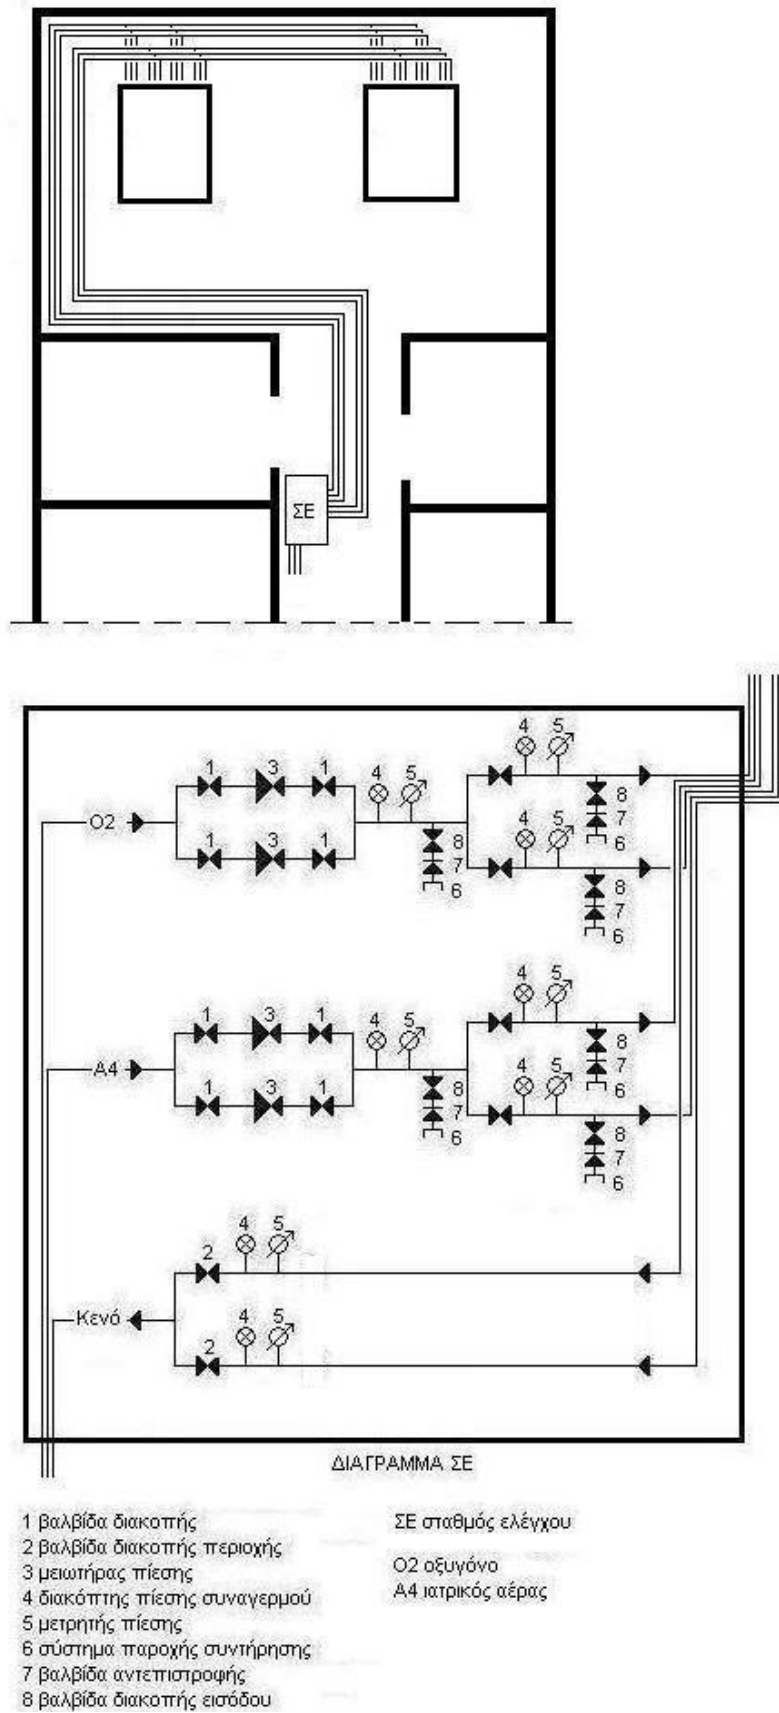 ΣΕ
4 5
1 3 1
4 5
8
7
6
O2
4 5
1 3 1
8
7
6
8
7
6
4 5
1 3 1
4 5
8
7
6
A4
4 5
1 3 1
8
7
6
8
7
6
4 5
2
Κενό
4 5
2
ΔΙΑΓΡΑΜΜΑ ΣΕ
1 βαλβίδα διακοπής
2 βαλβίδα διακοπής περιοχής
3 μειωτήρας πίεσης
4 διακόπτης πίεσης συναγερμού
5 μετρητής πίεσης
6 σύστημα παροχής συντήρησης
7 βαλβίδα αντεπιστροφής
8 βαλβίδα διακοπής εισόδου
ΣΕ σταθμός ελέγχου
O2 οξυγόνο
A4 ιατρικός αέρας